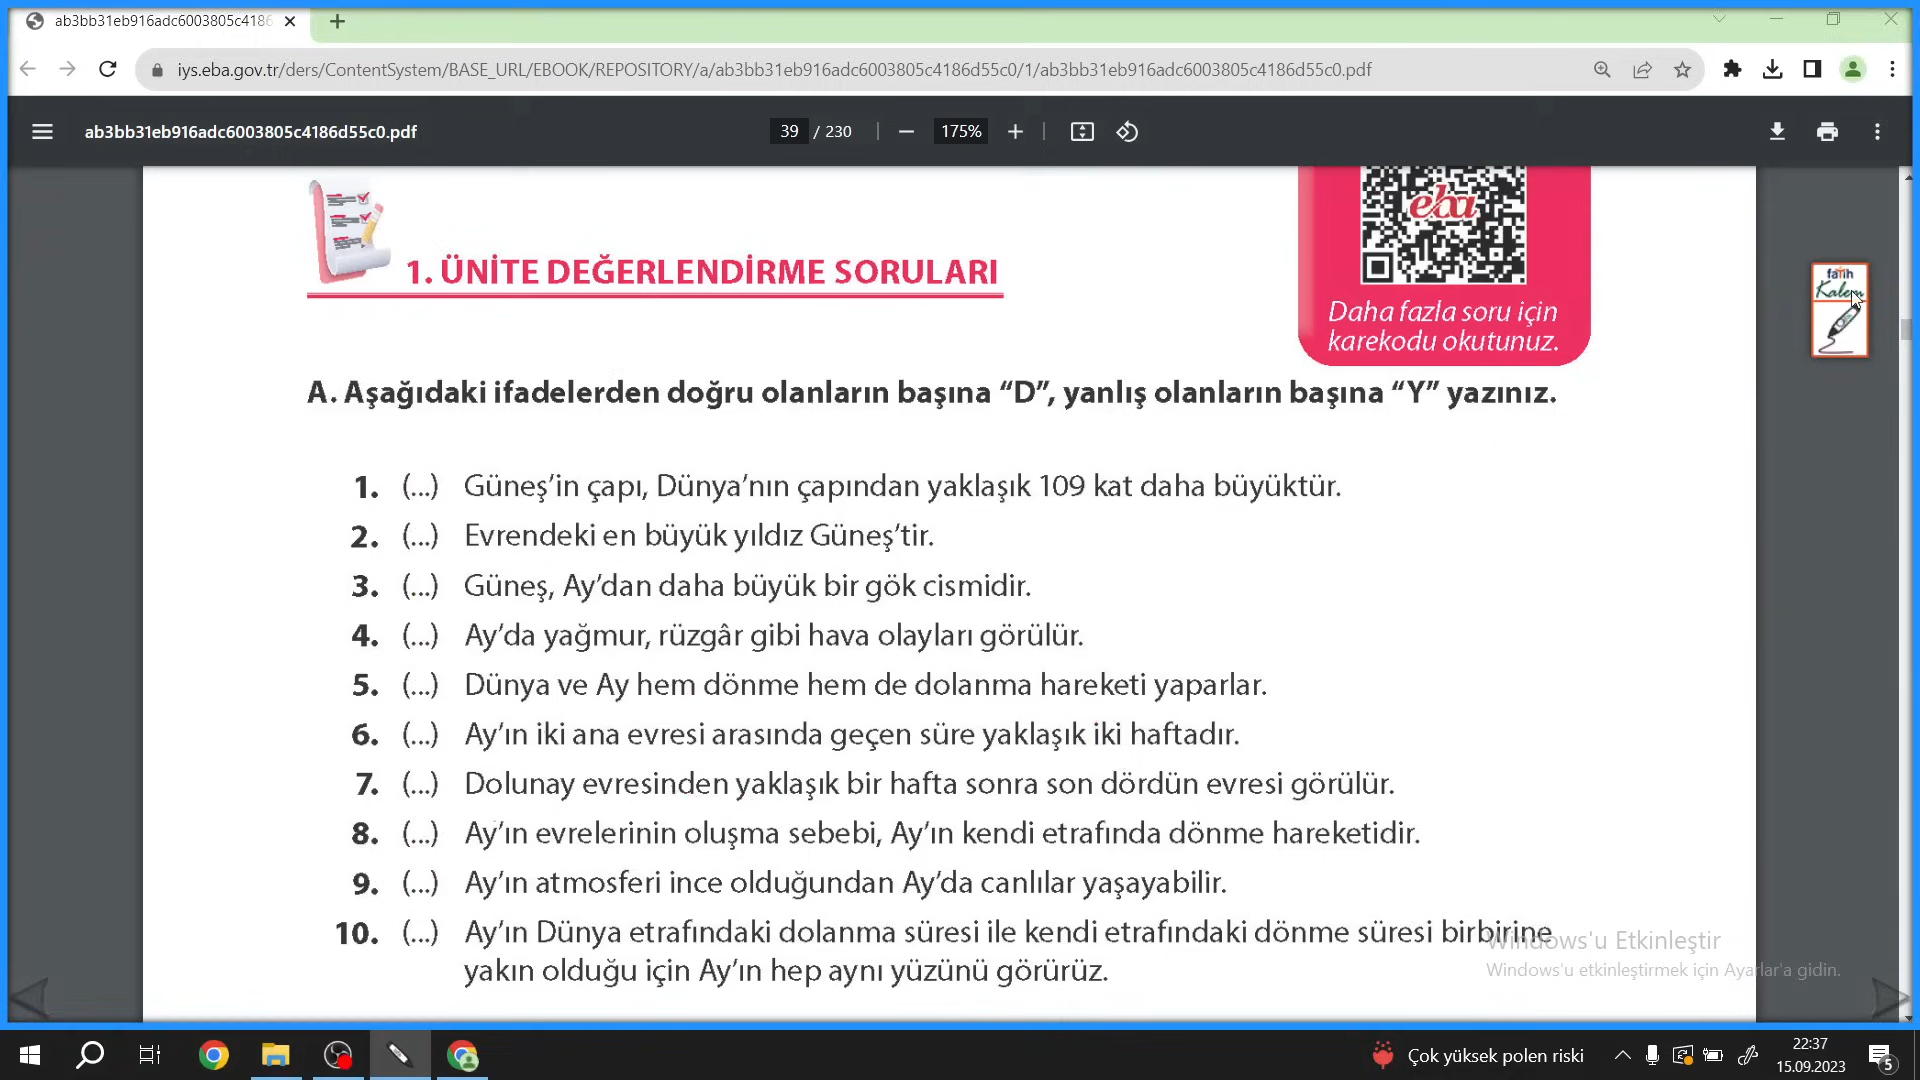 ab3bb31eb916adc6003805c4186
iys.eba.gov.tr/ders/ContentSystem/BASE_URL/EBOOK/REPOSITORY/a/ab3bb31eb916adc6003805c4186d55c0/1/ab3bb31eb916adc6003805c4186d55c0.pdf
ab3bb31eb916adc6003805c4186d55c0.pdf
39 / 230
175%
eba
1. ÜNİTE DEĞERLENDİRME SORULARI
Daha fazla soru için
karekodu okutunuz.
fatih
Kalem
A. Aşağıdaki ifadelerden doğru olanların başına “D”, yanlış olanların başına “Y” yazınız.
1. (...) Güneş’in çapı, Dünya’nın çapından yaklaşık 109 kat daha büyüktür.
2. (...) Evrendeki en büyük yıldız Güneş’tir.
3. (...) Güneş, Ay’dan daha büyük bir gök cismidir.
4. (...) Ay’da yağmur, rüzgâr gibi hava olayları görülür.
5. (...) Dünya ve Ay hem dönme hem de dolanma hareketi yaparlar.
6. (...) Ay’ın iki ana evresi arasında geçen süre yaklaşık iki haftadır.
7. (...) Dolunay evresinden yaklaşık bir hafta sonra son dördün evresi görülür.
8. (...) Ay’ın evrelerinin oluşma sebebi, Ay’ın kendi etrafında dönme hareketidir.
9. (...) Ay’ın atmosferi ince olduğundan Ay’da canlılar yaşayabilir.
10. (...) Ay’ın Dünya etrafındaki dolanma süresi ile kendi etrafındaki dönme süresi birbirine
yakın olduğu için Ay’ın hep aynı yüzünü görürüz.
Windows'u Etkinleştir
Windows'u etkinleştirmek için Ayarlar'a gidin.
Çok yüksek polen riski
22:37
15.09.2023
5